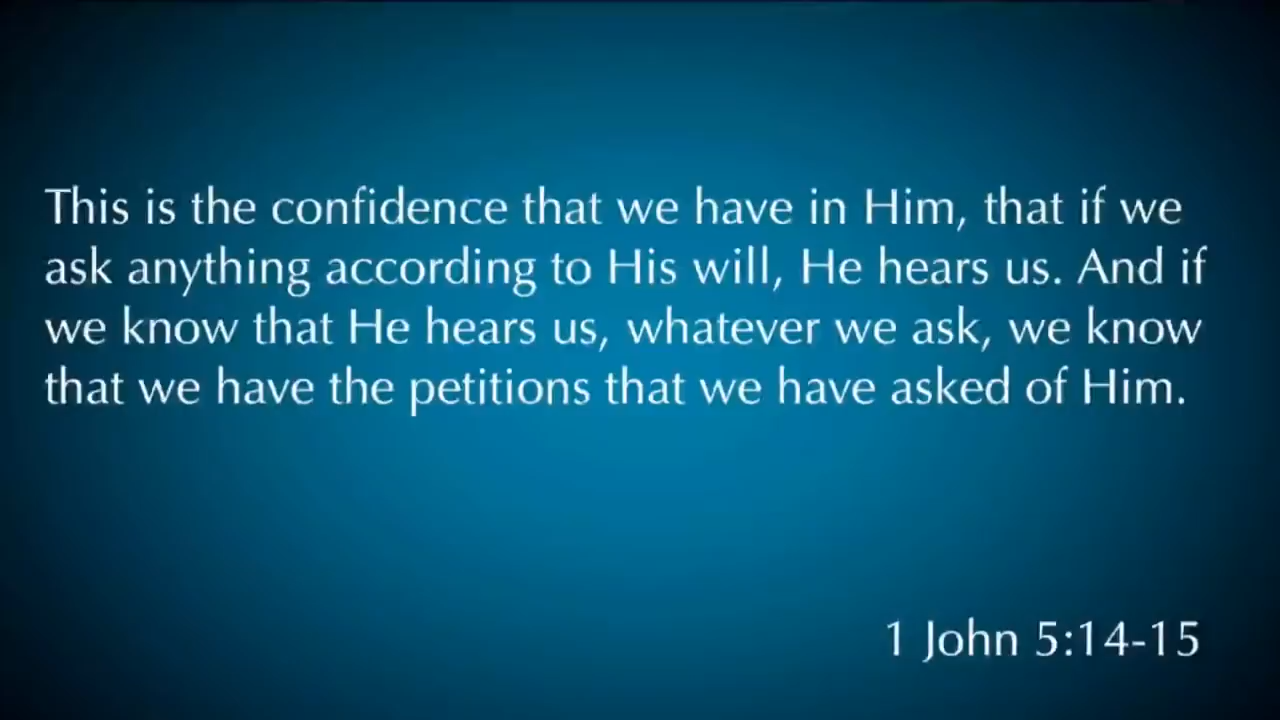 This is the confidence that we have in Him, that if we
ask anything according to His will, He hears us. And if
we know that He hears us, whatever we ask, we know
that we have the petitions that we have asked of Him.
1 John 5:14-15